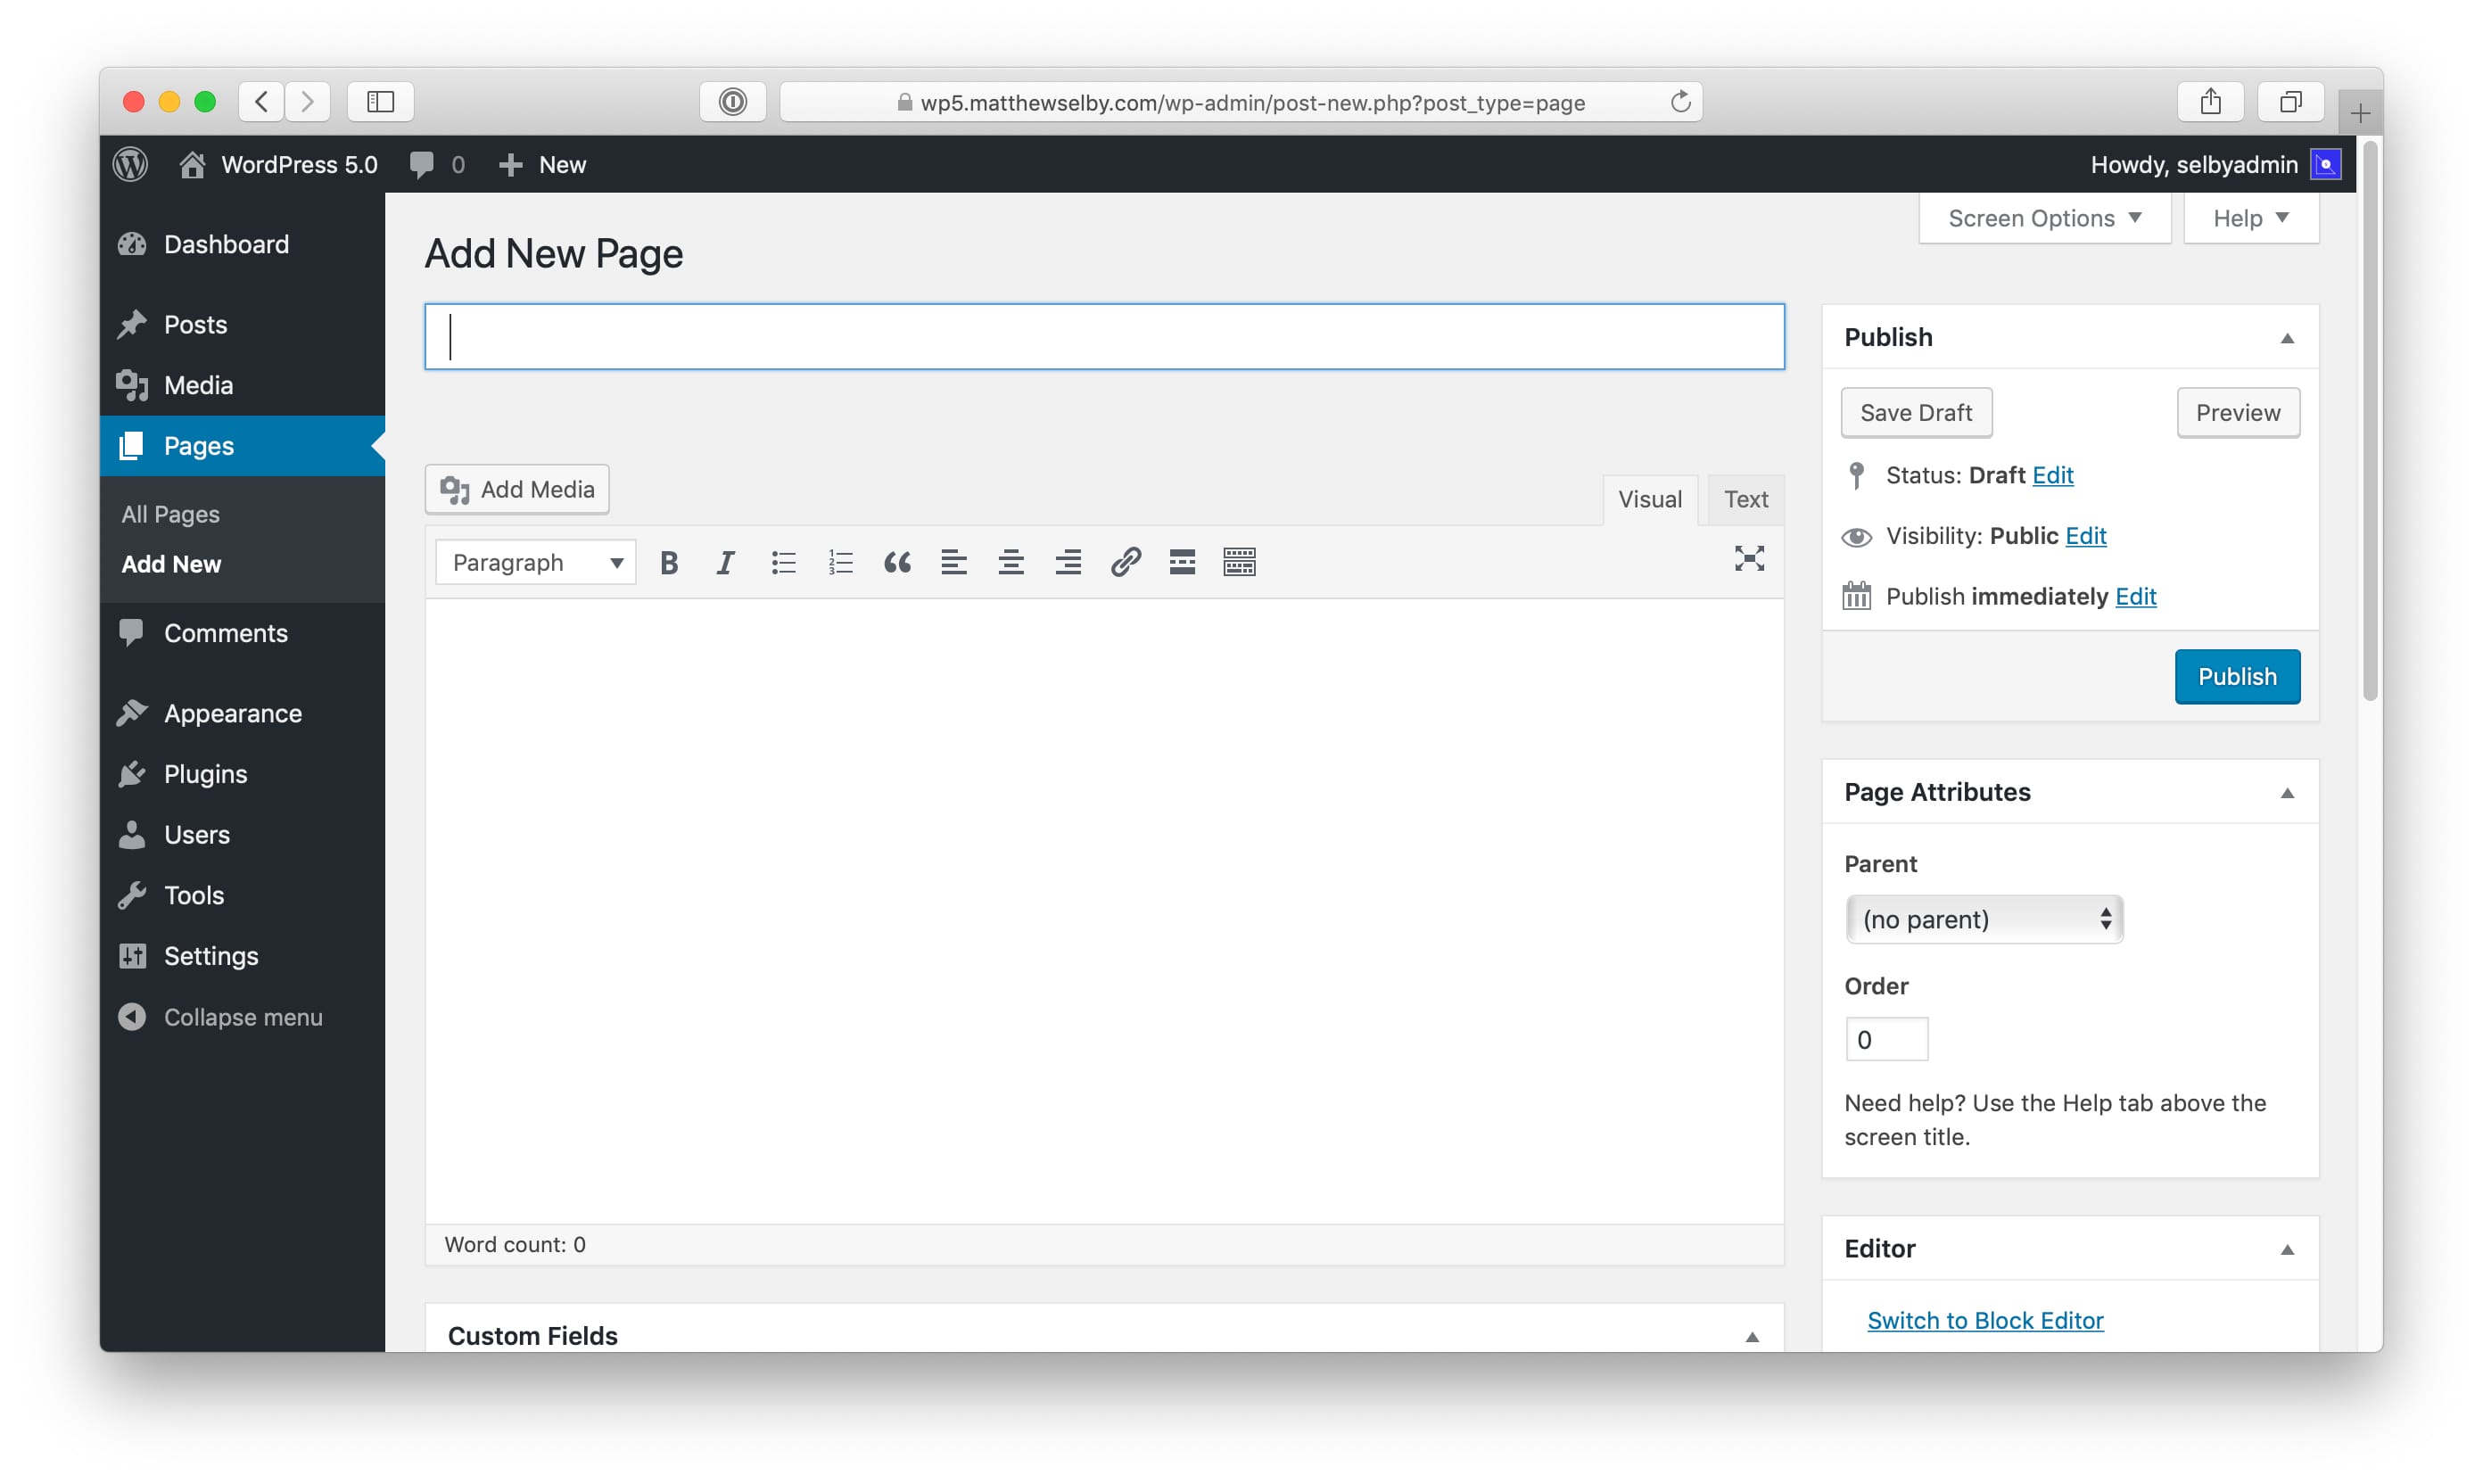 wp5.matthewselby.com/wp-admin/post-new.php?post_type=page
WordPress 5.0 0 New Howdy, selbyadmin
Screen Options Help
Dashboard
Posts
Media
Pages
All Pages
Add New
Comments
Appearance
Plugins
Users
Tools
Settings
Collapse menu
Add New Page
Add Media
Visual Text
Paragraph B I
Word count: 0
Custom Fields
Publish
Save Draft Preview
Status: Draft Edit
Visibility: Public Edit
Publish immediately Edit
Publish
Page Attributes
Parent
(no parent)
Order
0
Need help? Use the Help tab above the
screen title.
Editor
Switch to Block Editor